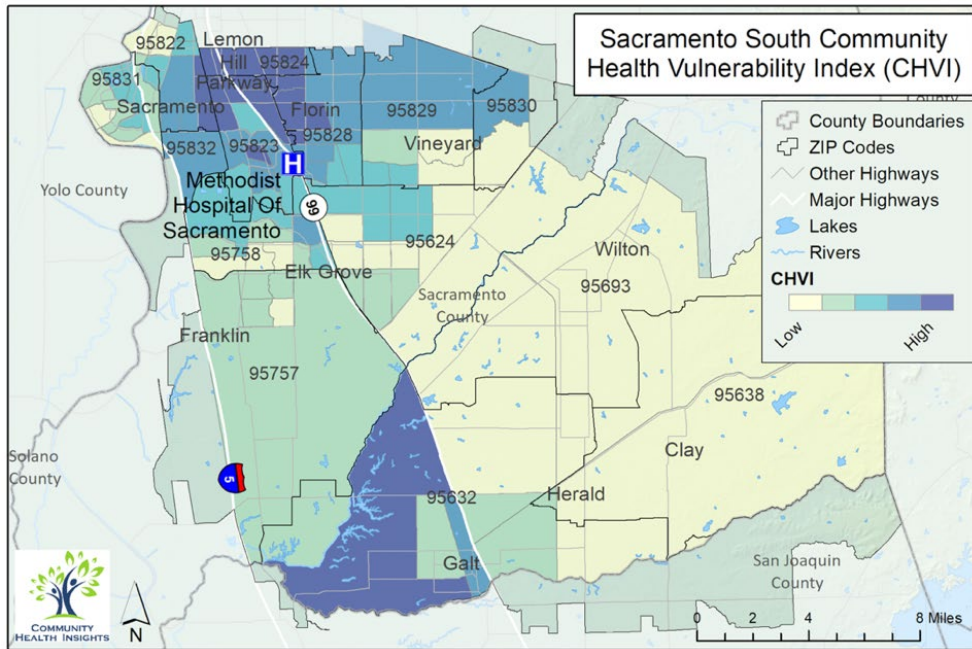 Sacramento South Community
Health Vulnerability Index (CHVI)
County Boundaries
ZIP Codes
Other Highways
Major Highways
Lakes
Rivers
CHVI
Low
High
95822
Lemon
Hill
95824
95831
Parkway
Sacramento
Florin
95829
95830
95832
95823
95828
Vineyard
H
Yolo County
Methodist
Hospital Of
Sacramento
99
95758
95624
Wilton
Elk Grove
95693
Sacramento
County
Franklin
95757
95638
Solano
County
Clay
5
95632
Herald
Galt
San Joaquin
County
COMMUNITY
HEALTH INSIGHTS
N
0 2 4 8 Miles